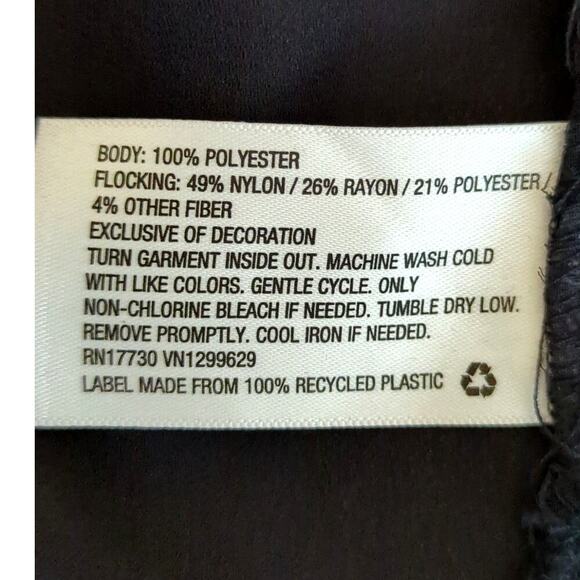 BODY: 100% POLYESTER
FLOCKING: 49% NYLON / 26% RAYON / 21% POLYESTER /
4% OTHER FIBER
EXCLUSIVE OF DECORATION
TURN GARMENT INSIDE OUT. MACHINE WASH COLD
WITH LIKE COLORS. GENTLE CYCLE. ONLY
NON-CHLORINE BLEACH IF NEEDED. TUMBLE DRY LOW.
REMOVE PROMPTLY. COOL IRON IF NEEDED.
RN17730 VN1299629
LABEL MADE FROM 100% RECYCLED PLASTIC